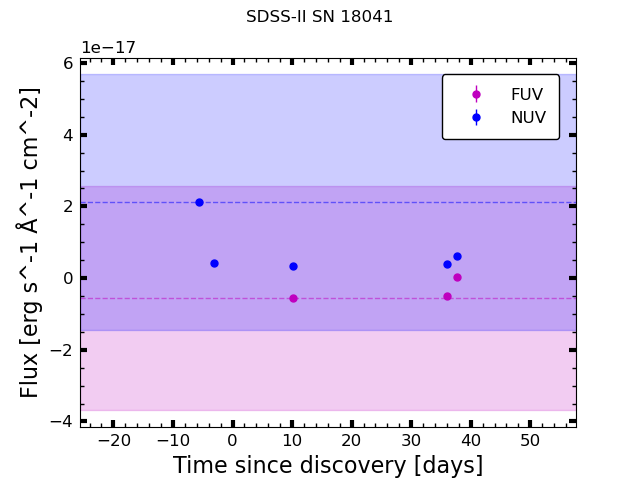 SDSS-II SN 18041
1e−17
6
4
2
0
−2
−4
Flux [erg s^-1 Å^-1 cm^-2]
FUV
NUV
−20 −10 0 10 20 30 40 50
Time since discovery [days]